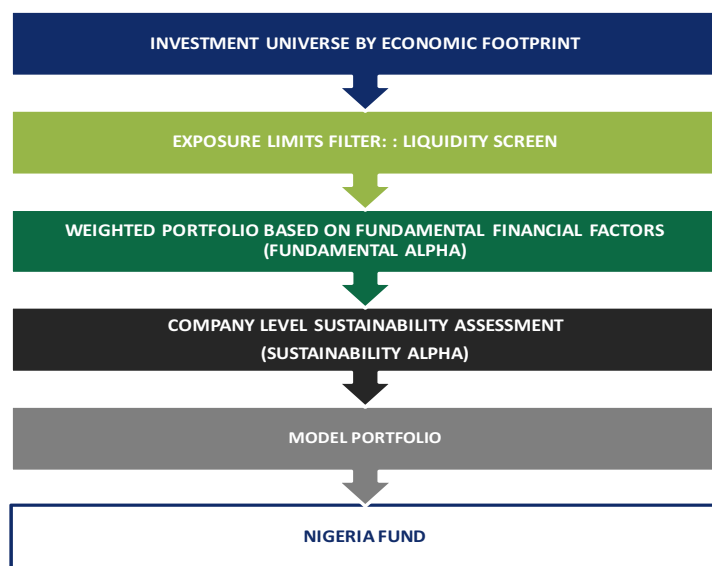 INVESTMENT UNIVERSE BY ECONOMIC FOOTPRINT
EXPOSURE LIMITS FILTER: : LIQUIDITY SCREEN
WEIGHTED PORTFOLIO BASED ON FUNDAMENTAL FINANCIAL FACTORS
(FUNDAMENTAL ALPHA)
COMPANY LEVEL SUSTAINABILITY ASSESSMENT
(SUSTAINABILITY ALPHA)
MODEL PORTFOLIO
NIGERIA FUND